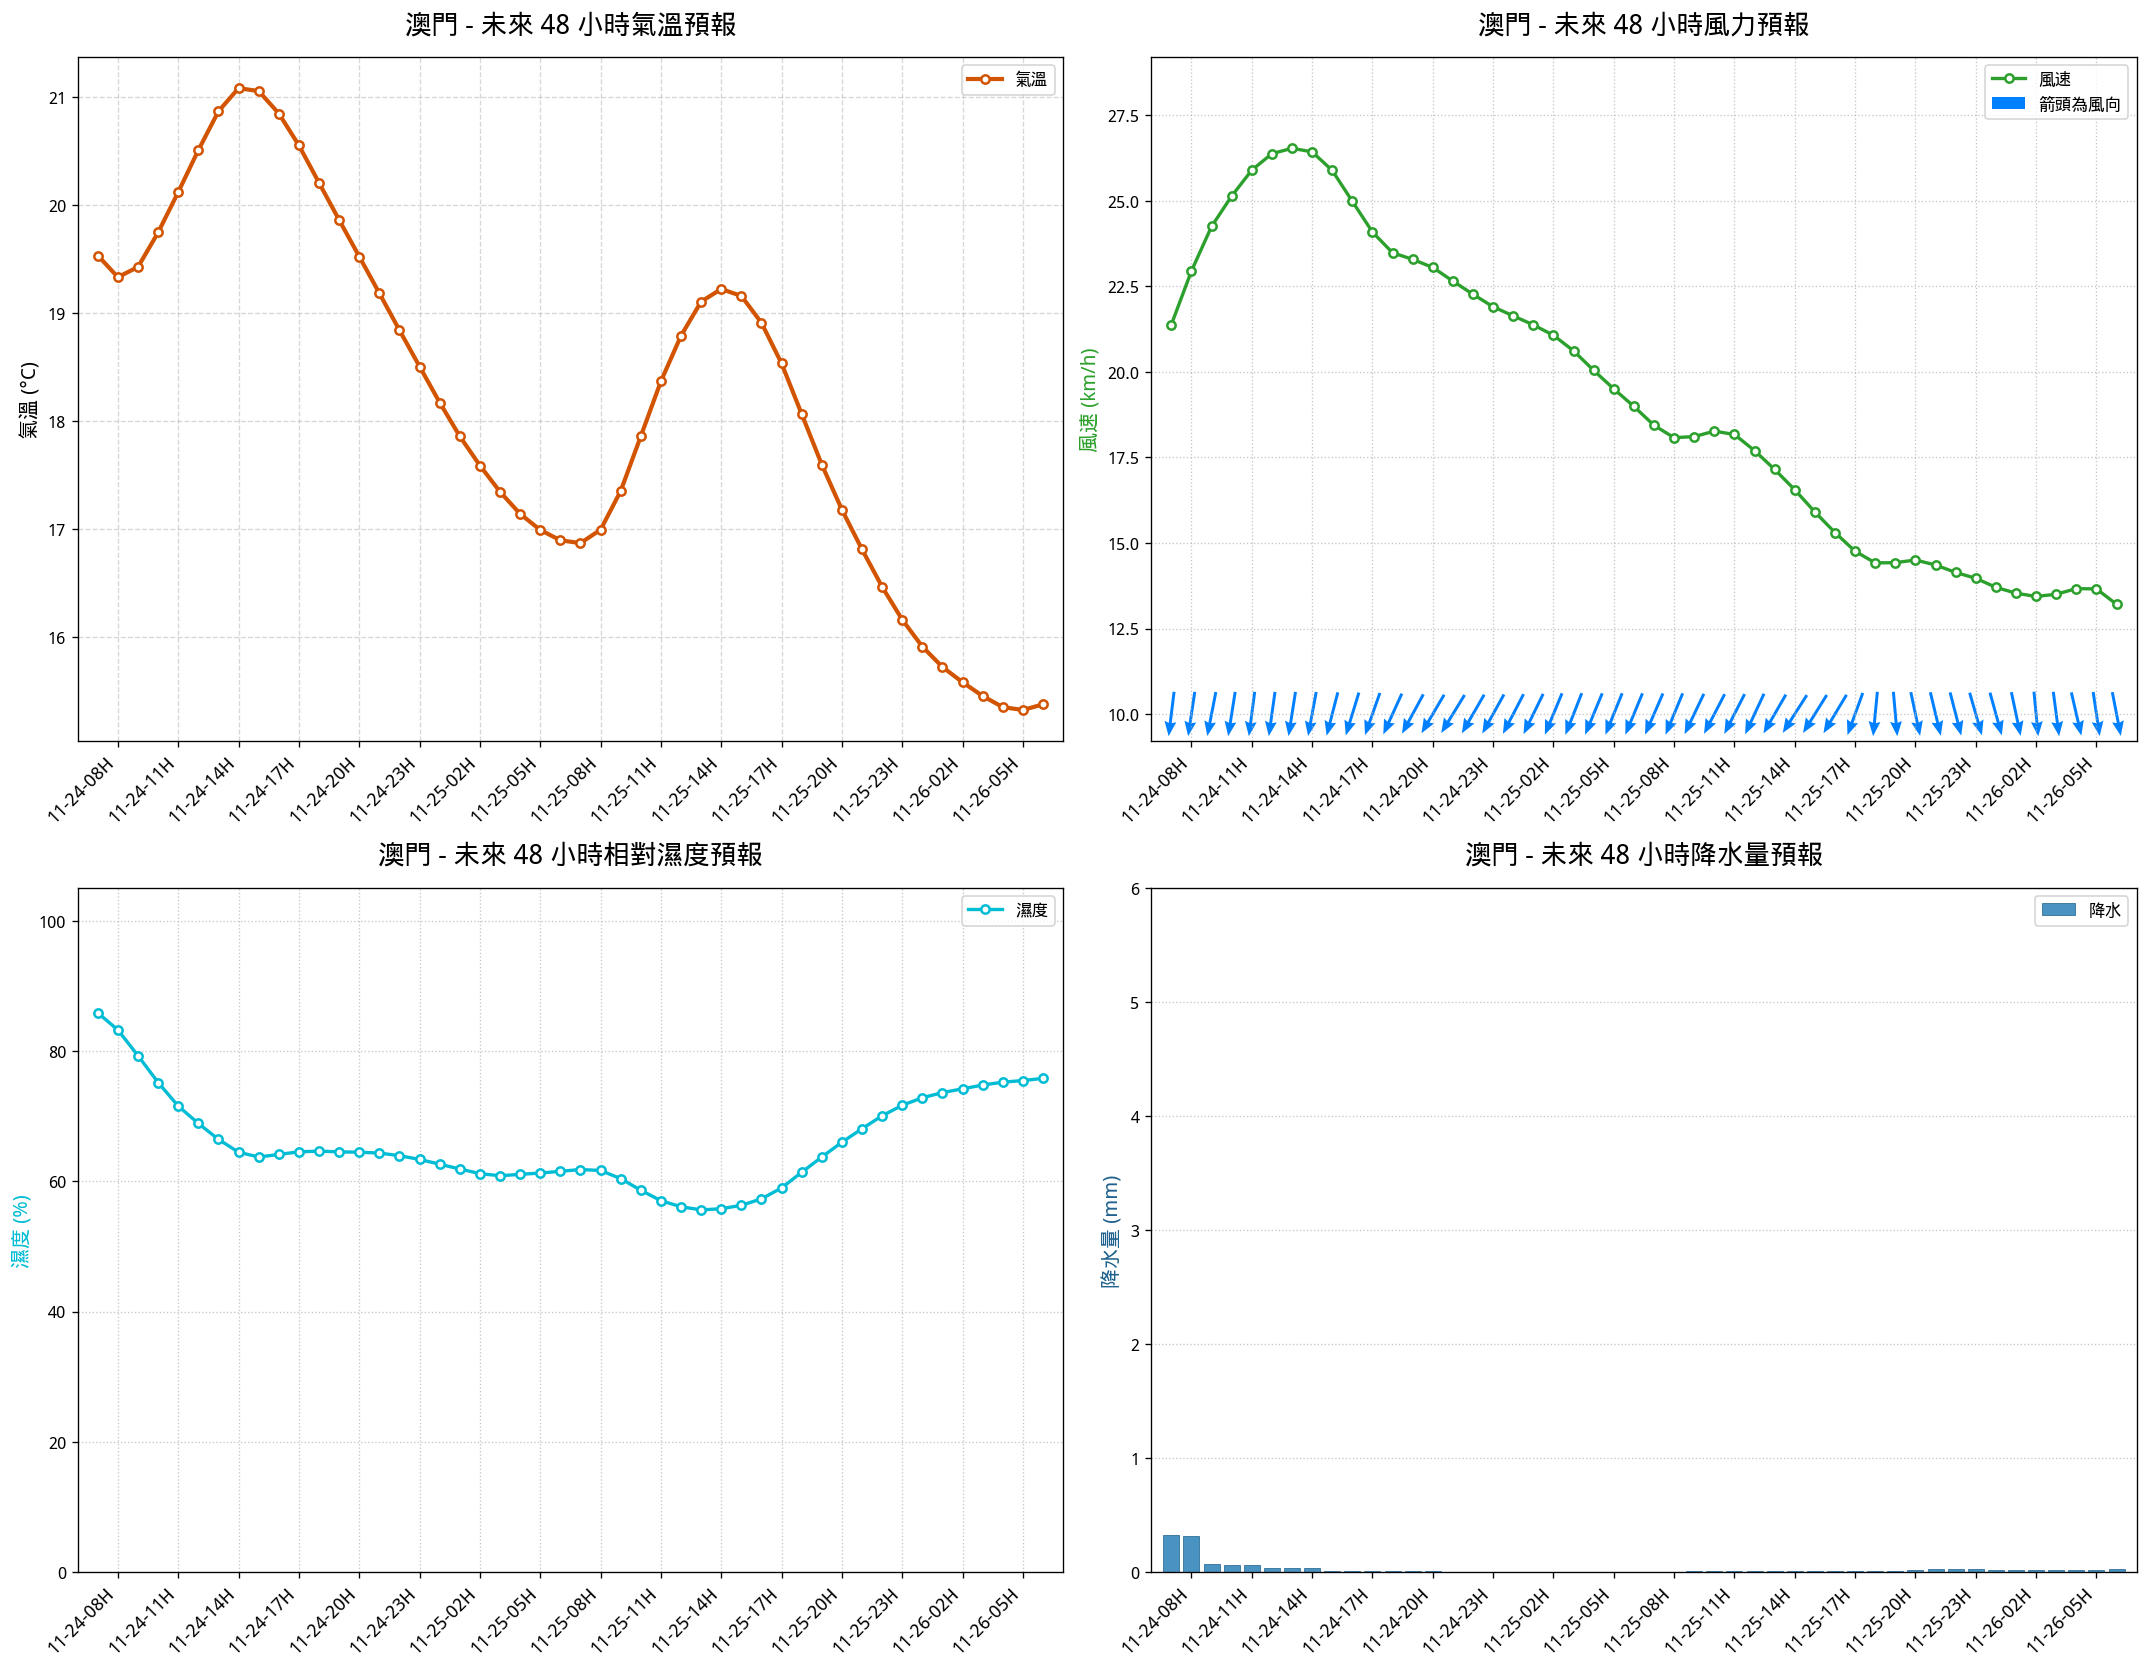 澳門 - 未來 48 小時氣溫預報
氣溫
氣溫 (°C)
21
20
19
18
17
16
11-24-08H
11-24-11H
11-24-14H
11-24-17H
11-24-20H
11-24-23H
11-25-02H
11-25-05H
11-25-08H
11-25-11H
11-25-14H
11-25-17H
11-25-20H
11-25-23H
11-26-02H
11-26-05H
澳門 - 未來 48 小時風力預報
風速
箭頭為風向
風速 (km/h)
27.5
25.0
22.5
20.0
17.5
15.0
12.5
10.0
11-24-08H
11-24-11H
11-24-14H
11-24-17H
11-24-20H
11-24-23H
11-25-02H
11-25-05H
11-25-08H
11-25-11H
11-25-14H
11-25-17H
11-25-20H
11-25-23H
11-26-02H
11-26-05H
澳門 - 未來 48 小時相對濕度預報
濕度
濕度 (%)
100
80
60
40
20
0
11-24-08H
11-24-11H
11-24-14H
11-24-17H
11-24-20H
11-24-23H
11-25-02H
11-25-05H
11-25-08H
11-25-11H
11-25-14H
11-25-17H
11-25-20H
11-25-23H
11-26-02H
11-26-05H
澳門 - 未來 48 小時降水量預報
降水
降水量 (mm)
6
5
4
3
2
1
0
11-24-08H
11-24-11H
11-24-14H
11-24-17H
11-24-20H
11-24-23H
11-25-02H
11-25-05H
11-25-08H
11-25-11H
11-25-14H
11-25-17H
11-25-20H
11-25-23H
11-26-02H
11-26-05H